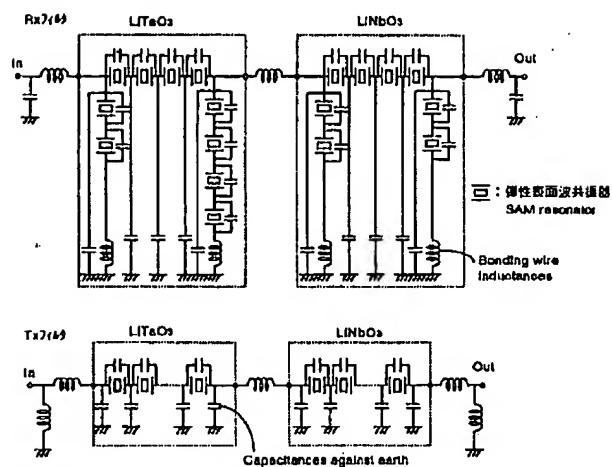 Rxフィルタ
LiTaO3
LiNbO3
In
Out
: 弾性表面波共振器
SAM resonator
Bonding wire
inductances
Txフィルタ
LiTaO3
LiNbO3
In
Out
Capacitances against earth